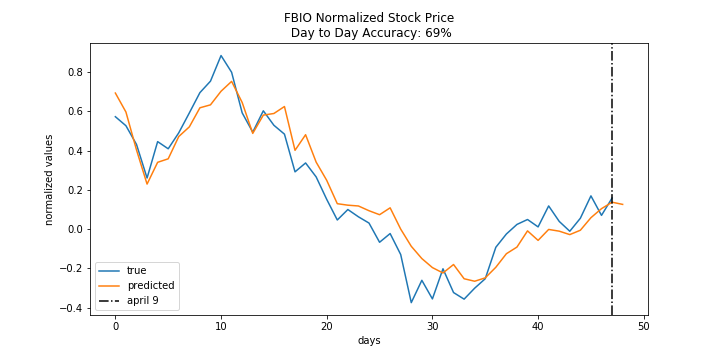 FBIO Normalized Stock Price
Day to Day Accuracy: 69%
normalized values
0.8
0.6
0.4
0.2
0.0
−0.2
−0.4
true
predicted
april 9
0 10 20 30 40 50
days